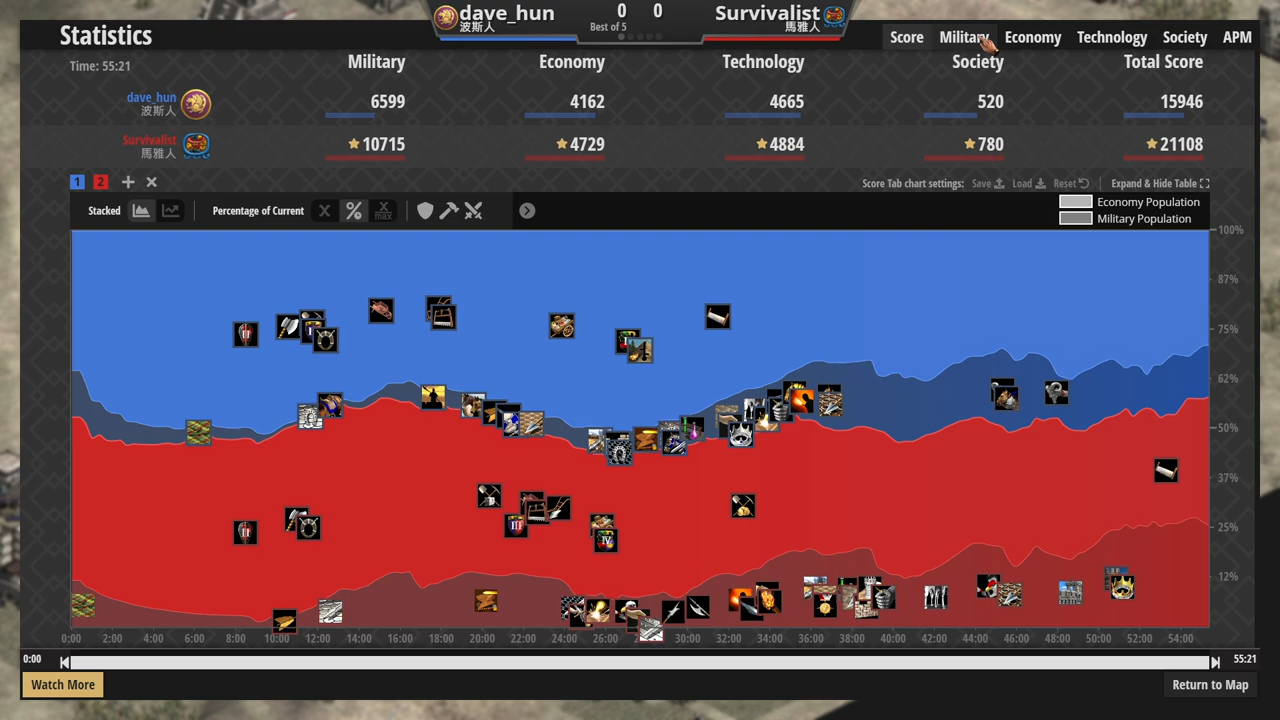 dave_hun
波斯人
0 0
Best of 5
Survivalist
馬雅人
Statistics
Score Military Economy Technology Society APM
Time: 55:21
Military Economy Technology Society Total Score
dave_hun
波斯人
6599 4162 4665 520 15946
Survivalist
馬雅人
10715 4729 4884 780 21108
1 2
Score Tab chart settings: Save Load Reset Expand & Hide Table
Stacked
Percentage of Current
X % X max
Economy Population
Military Population
100%
87%
75%
62%
50%
37%
25%
12%
0:00 2:00 4:00 6:00 8:00 10:00 12:00 14:00 16:00 18:00 20:00 22:00 24:00 26:00 28:00 30:00 32:00 34:00 36:00 38:00 40:00 42:00 44:00 46:00 48:00 50:00 52:00 54:00
0:00 55:21
Watch More
Return to Map